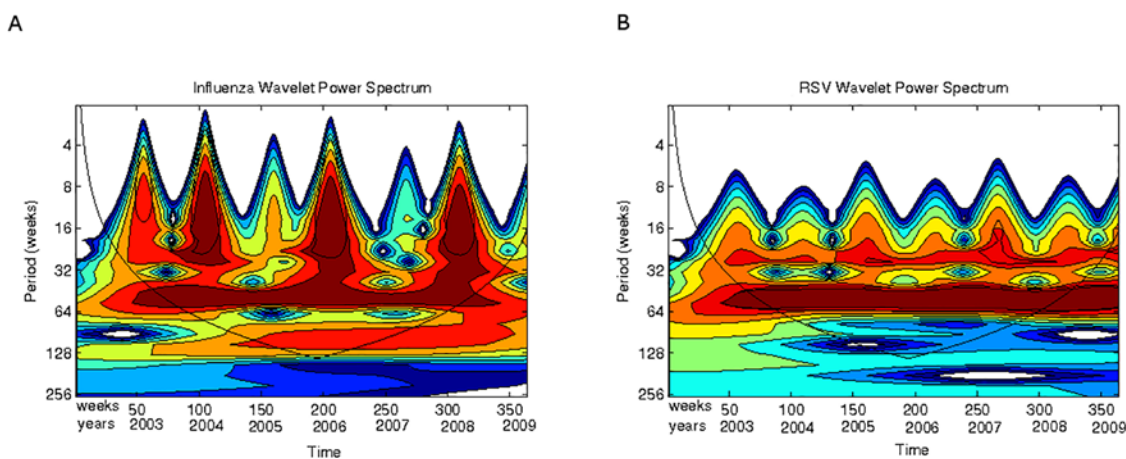 A
B
Influenza Wavelet Power Spectrum
RSV Wavelet Power Spectrum
Period (weeks)
4
8
16
32
64
128
256
weeks 50 100 150 200 250 300 350
years 2003 2004 2005 2006 2007 2008 2009
Time
Period (weeks)
4
8
16
32
64
128
256
weeks 50 100 150 200 250 300 350
years 2003 2004 2005 2006 2007 2008 2009
Time